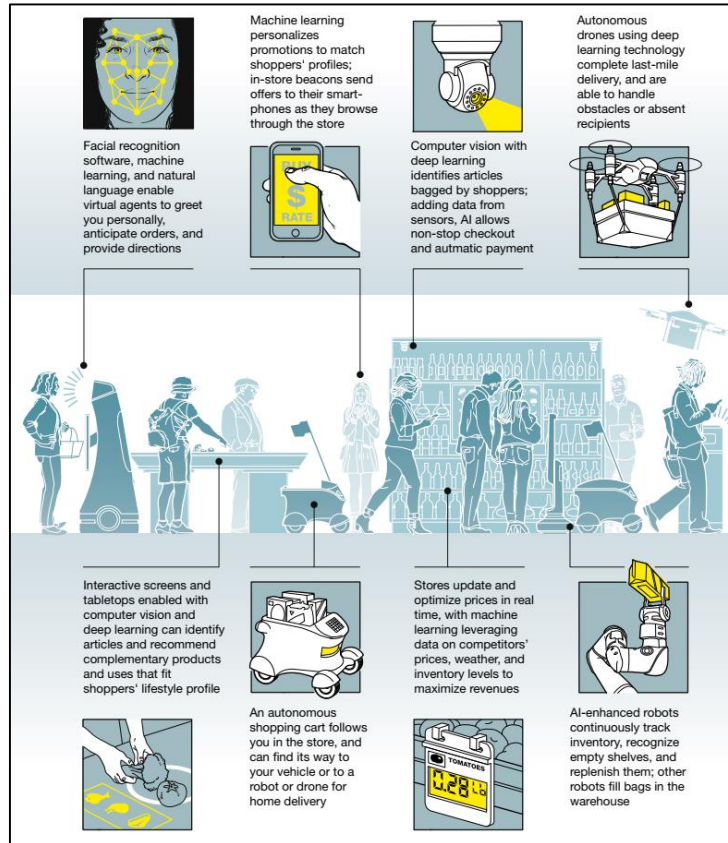 Facial recognition
software, machine
learning, and natural
language enable
virtual agents to greet
you personally,
anticipate orders, and
provide directions
Machine learning
personalizes
promotions to match
shoppers' profiles;
in-store beacons send
offers to their smart-
phones as they browse
through the store
BUY
$
RATE
Computer vision with
deep learning
identifies articles
bagged by shoppers;
adding data from
sensors, AI allows
non-stop checkout
and autmatic payment
Autonomous
drones using deep
learning technology
complete last-mile
delivery, and are
able to handle
obstacles or absent
recipients
Interactive screens and
tabletops enabled with
computer vision and
deep learning can identify
articles and recommend
complementary products
and uses that fit
shoppers' lifestyle profile
An autonomous
shopping cart follows
you in the store, and
can find its way to
your vehicle or to a
robot or drone for
home delivery
Stores update and
optimize prices in real
time, with machine
learning leveraging
data on competitors'
prices, weather, and
inventory levels to
maximize revenues
TOMATOES
0.28 Lb
AI-enhanced robots
continuously track
inventory, recognize
empty shelves, and
replenish them; other
robots fill bags in the
warehouse